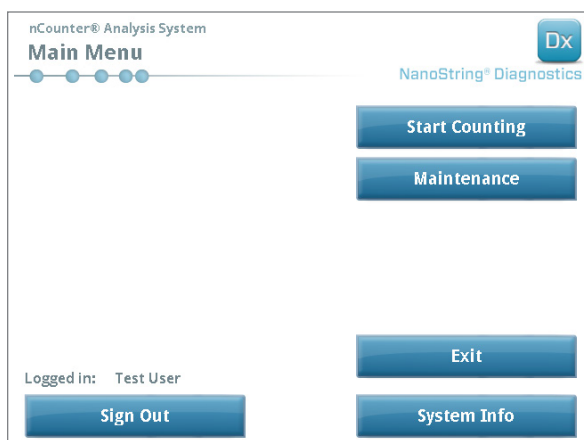 nCounter® Analysis System
Main Menu
Dx
NanoString® Diagnostics
Start Counting
Maintenance
Exit
Logged in: Test User
Sign Out
System Info